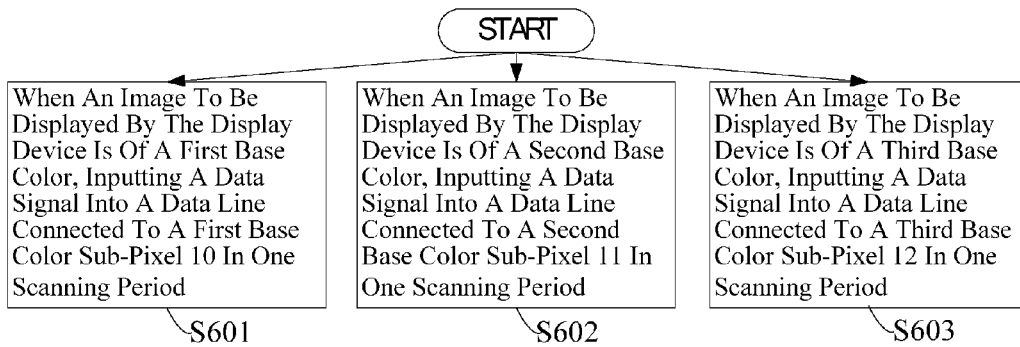 START
When An Image To Be
Displayed By The Display
Device Is Of A First Base
Color, Inputting A Data
Signal Into A Data Line
Connected To A First Base
Color Sub-Pixel 10 In One
Scanning Period
S601
When An Image To Be
Displayed By The Display
Device Is Of A Second Base
Color, Inputting A Data
Signal Into A Data Line
Connected To A Second
Base Color Sub-Pixel 11 In
One Scanning Period
S602
When An Image To Be
Displayed By The Display
Device Is Of A Third Base
Color, Inputting A Data
Signal Into A Data Line
Connected To A Third Base
Color Sub-Pixel 12 In One
Scanning Period
S603